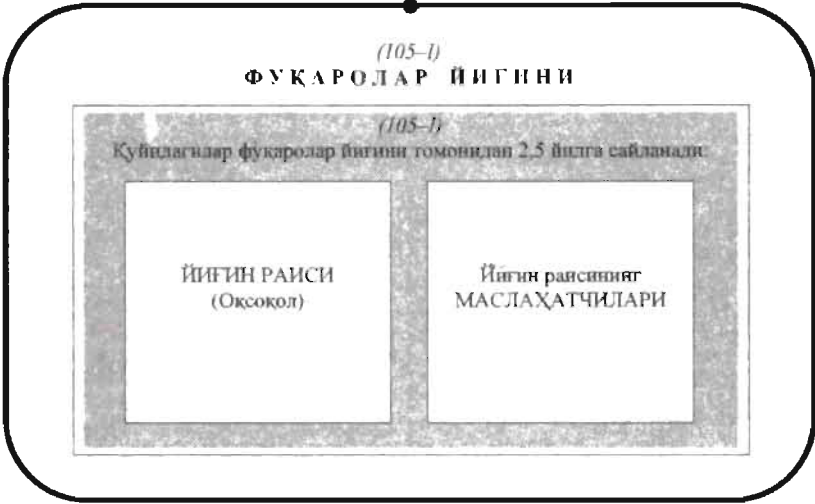 (105–I)
ФУҚАРОЛАР ЙИҒИНИ
(105–I)
Қуйидагилар фуқаролар йиғини томонидан 2,5 йилга сайланади:
ЙИҒИН РАИСИ
(Оқсоқол)
Йиғин раисининг
МАСЛАҲАТЧИЛАРИ